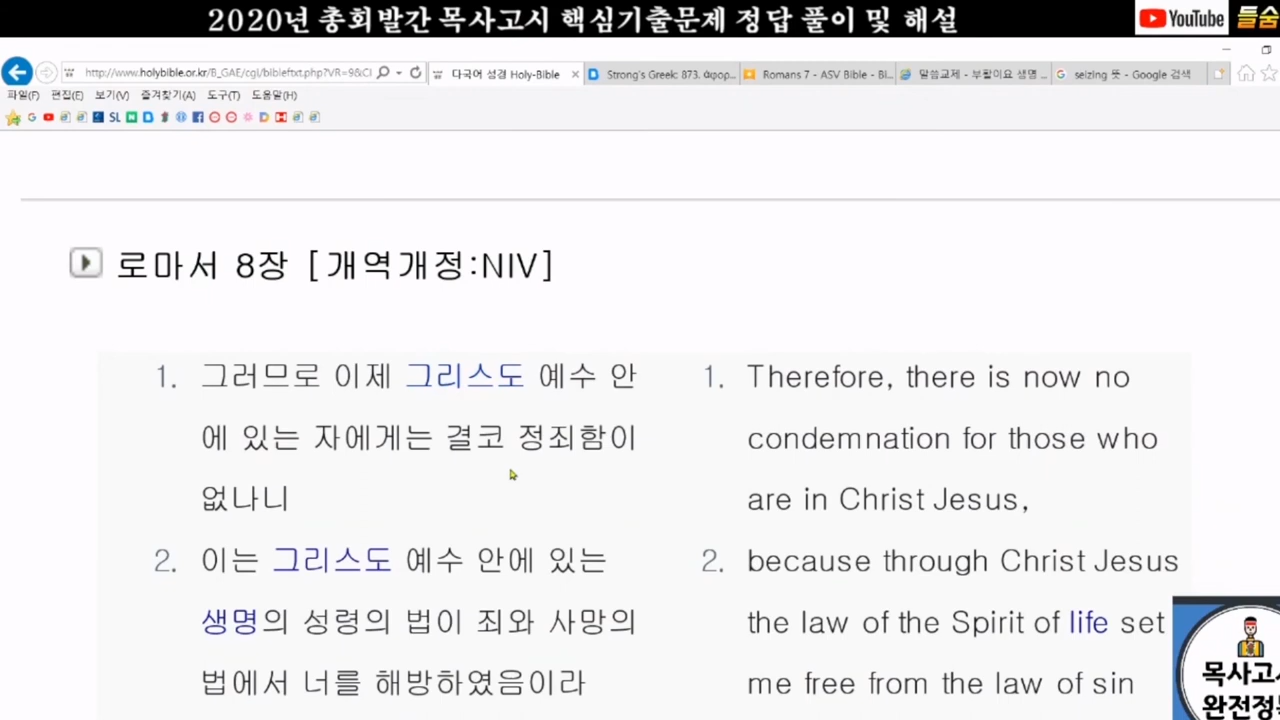 2020년 총회발간 목사고시 핵심기출문제 정답 풀이 및 해설
YouTube 들숨
http://www.holybible.or.kr/B_GAE/cgi/bibleftxt.php?VR=9&CI
다국어 성경 Holy-Bible
Strong's Greek: 873. ἀφορ...
Romans 7 - ASV Bible - Bi...
말씀교제 - 부활이요 생명 ...
seizing 뜻 - Google 검색
파일(F) 편집(E) 보기(V) 즐겨찾기(A) 도구(T) 도움말(H)
로마서 8장 [개역개정:NIV]
1. 그러므로 이제 그리스도 예수 안
에 있는 자에게는 결코 정죄함이
없나니
2. 이는 그리스도 예수 안에 있는
생명의 성령의 법이 죄와 사망의
법에서 너를 해방하였음이라
1. Therefore, there is now no
condemnation for those who
are in Christ Jesus,
2. because through Christ Jesus
the law of the Spirit of life set
me free from the law of sin
목사고시
완전정복